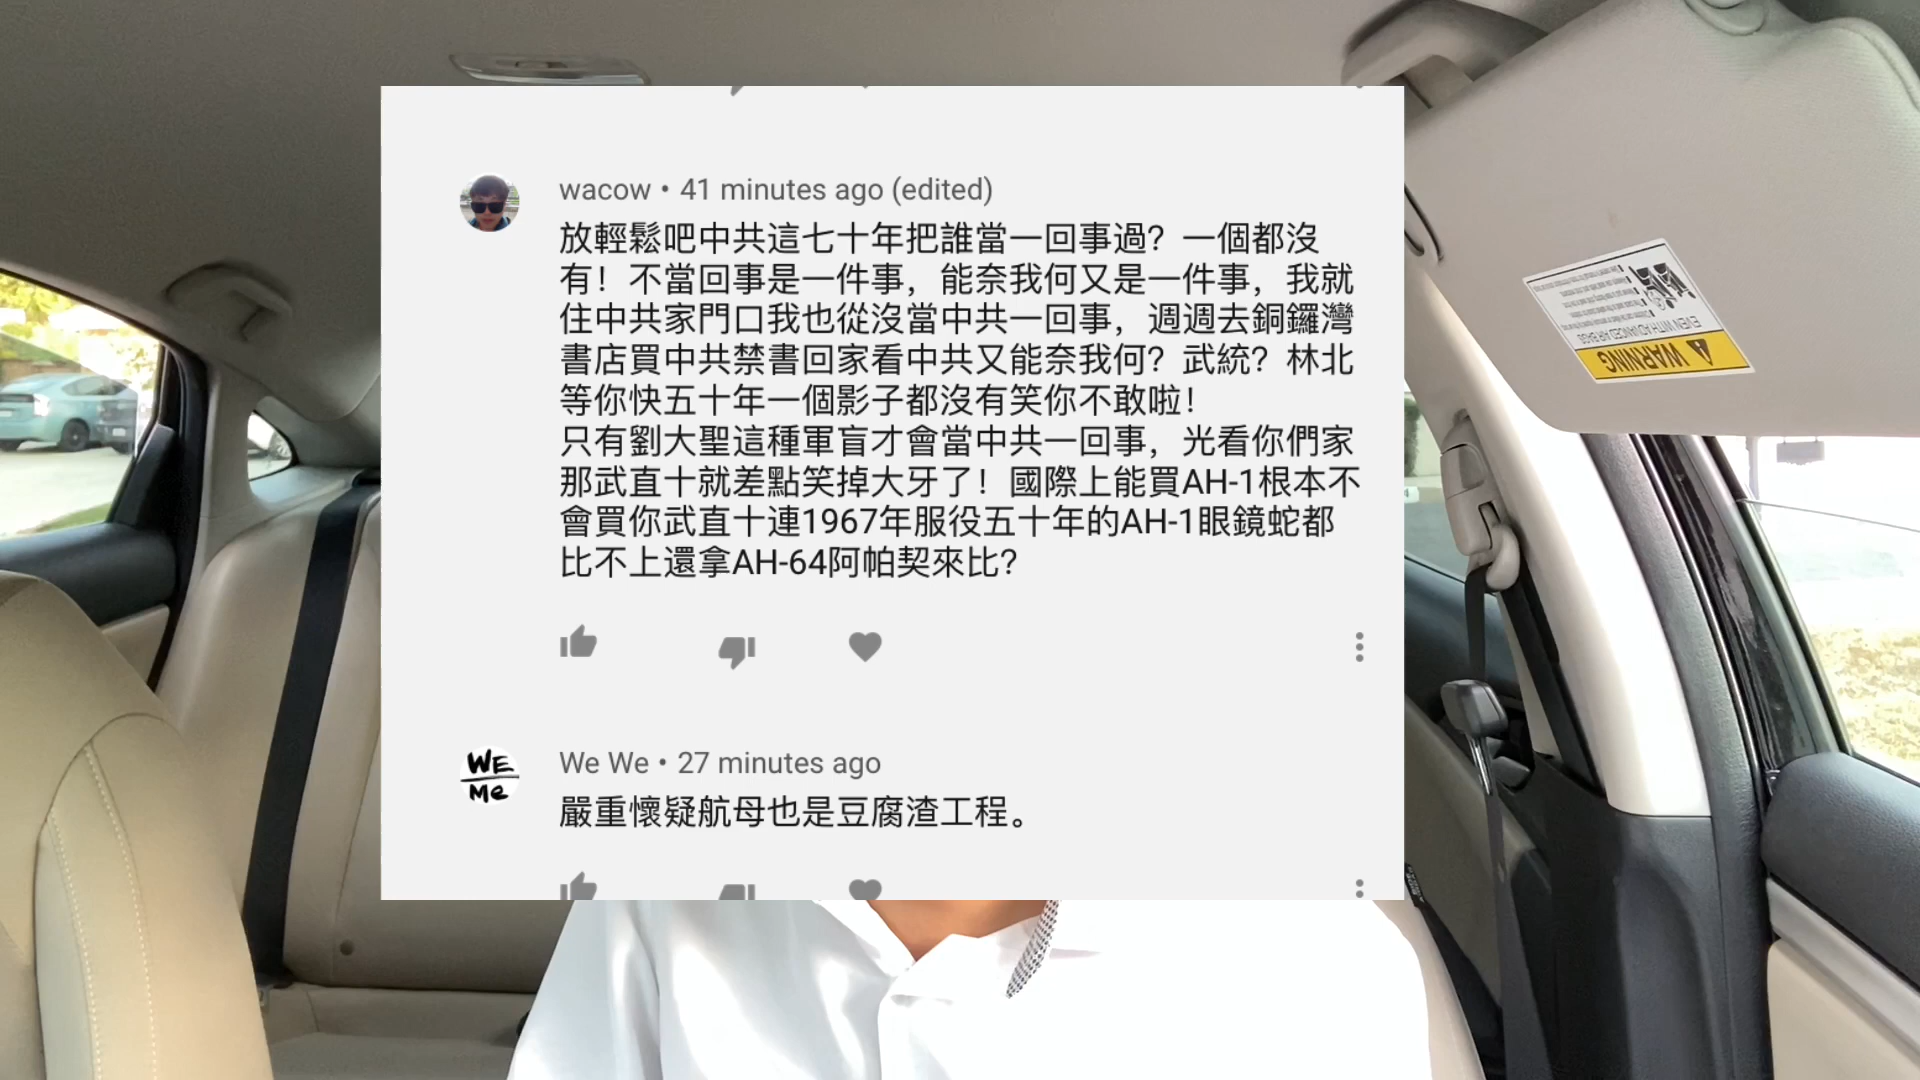 wacow • 41 minutes ago (edited)
放輕鬆吧中共這七十年把誰當一回事過？一個都沒
有！不當回事是一件事，能奈我何又是一件事，我就
住中共家門口我也從沒當中共一回事，週週去銅鑼灣
書店買中共禁書回家看中共又能奈我何？武統？林北
等你快五十年一個影子都沒有笑你不敢啦！
只有劉大聖這種軍盲才會當中共一回事，光看你們家
那武直十就差點笑掉大牙了！國際上能買AH-1根本不
會買你武直十連1967年服役五十年的AH-1眼鏡蛇都
比不上還拿AH-64阿帕契來比？
WE
Me
We We • 27 minutes ago
嚴重懷疑航母也是豆腐渣工程。
WARNING
EVEN WITH ADVANCED AIR BAGS